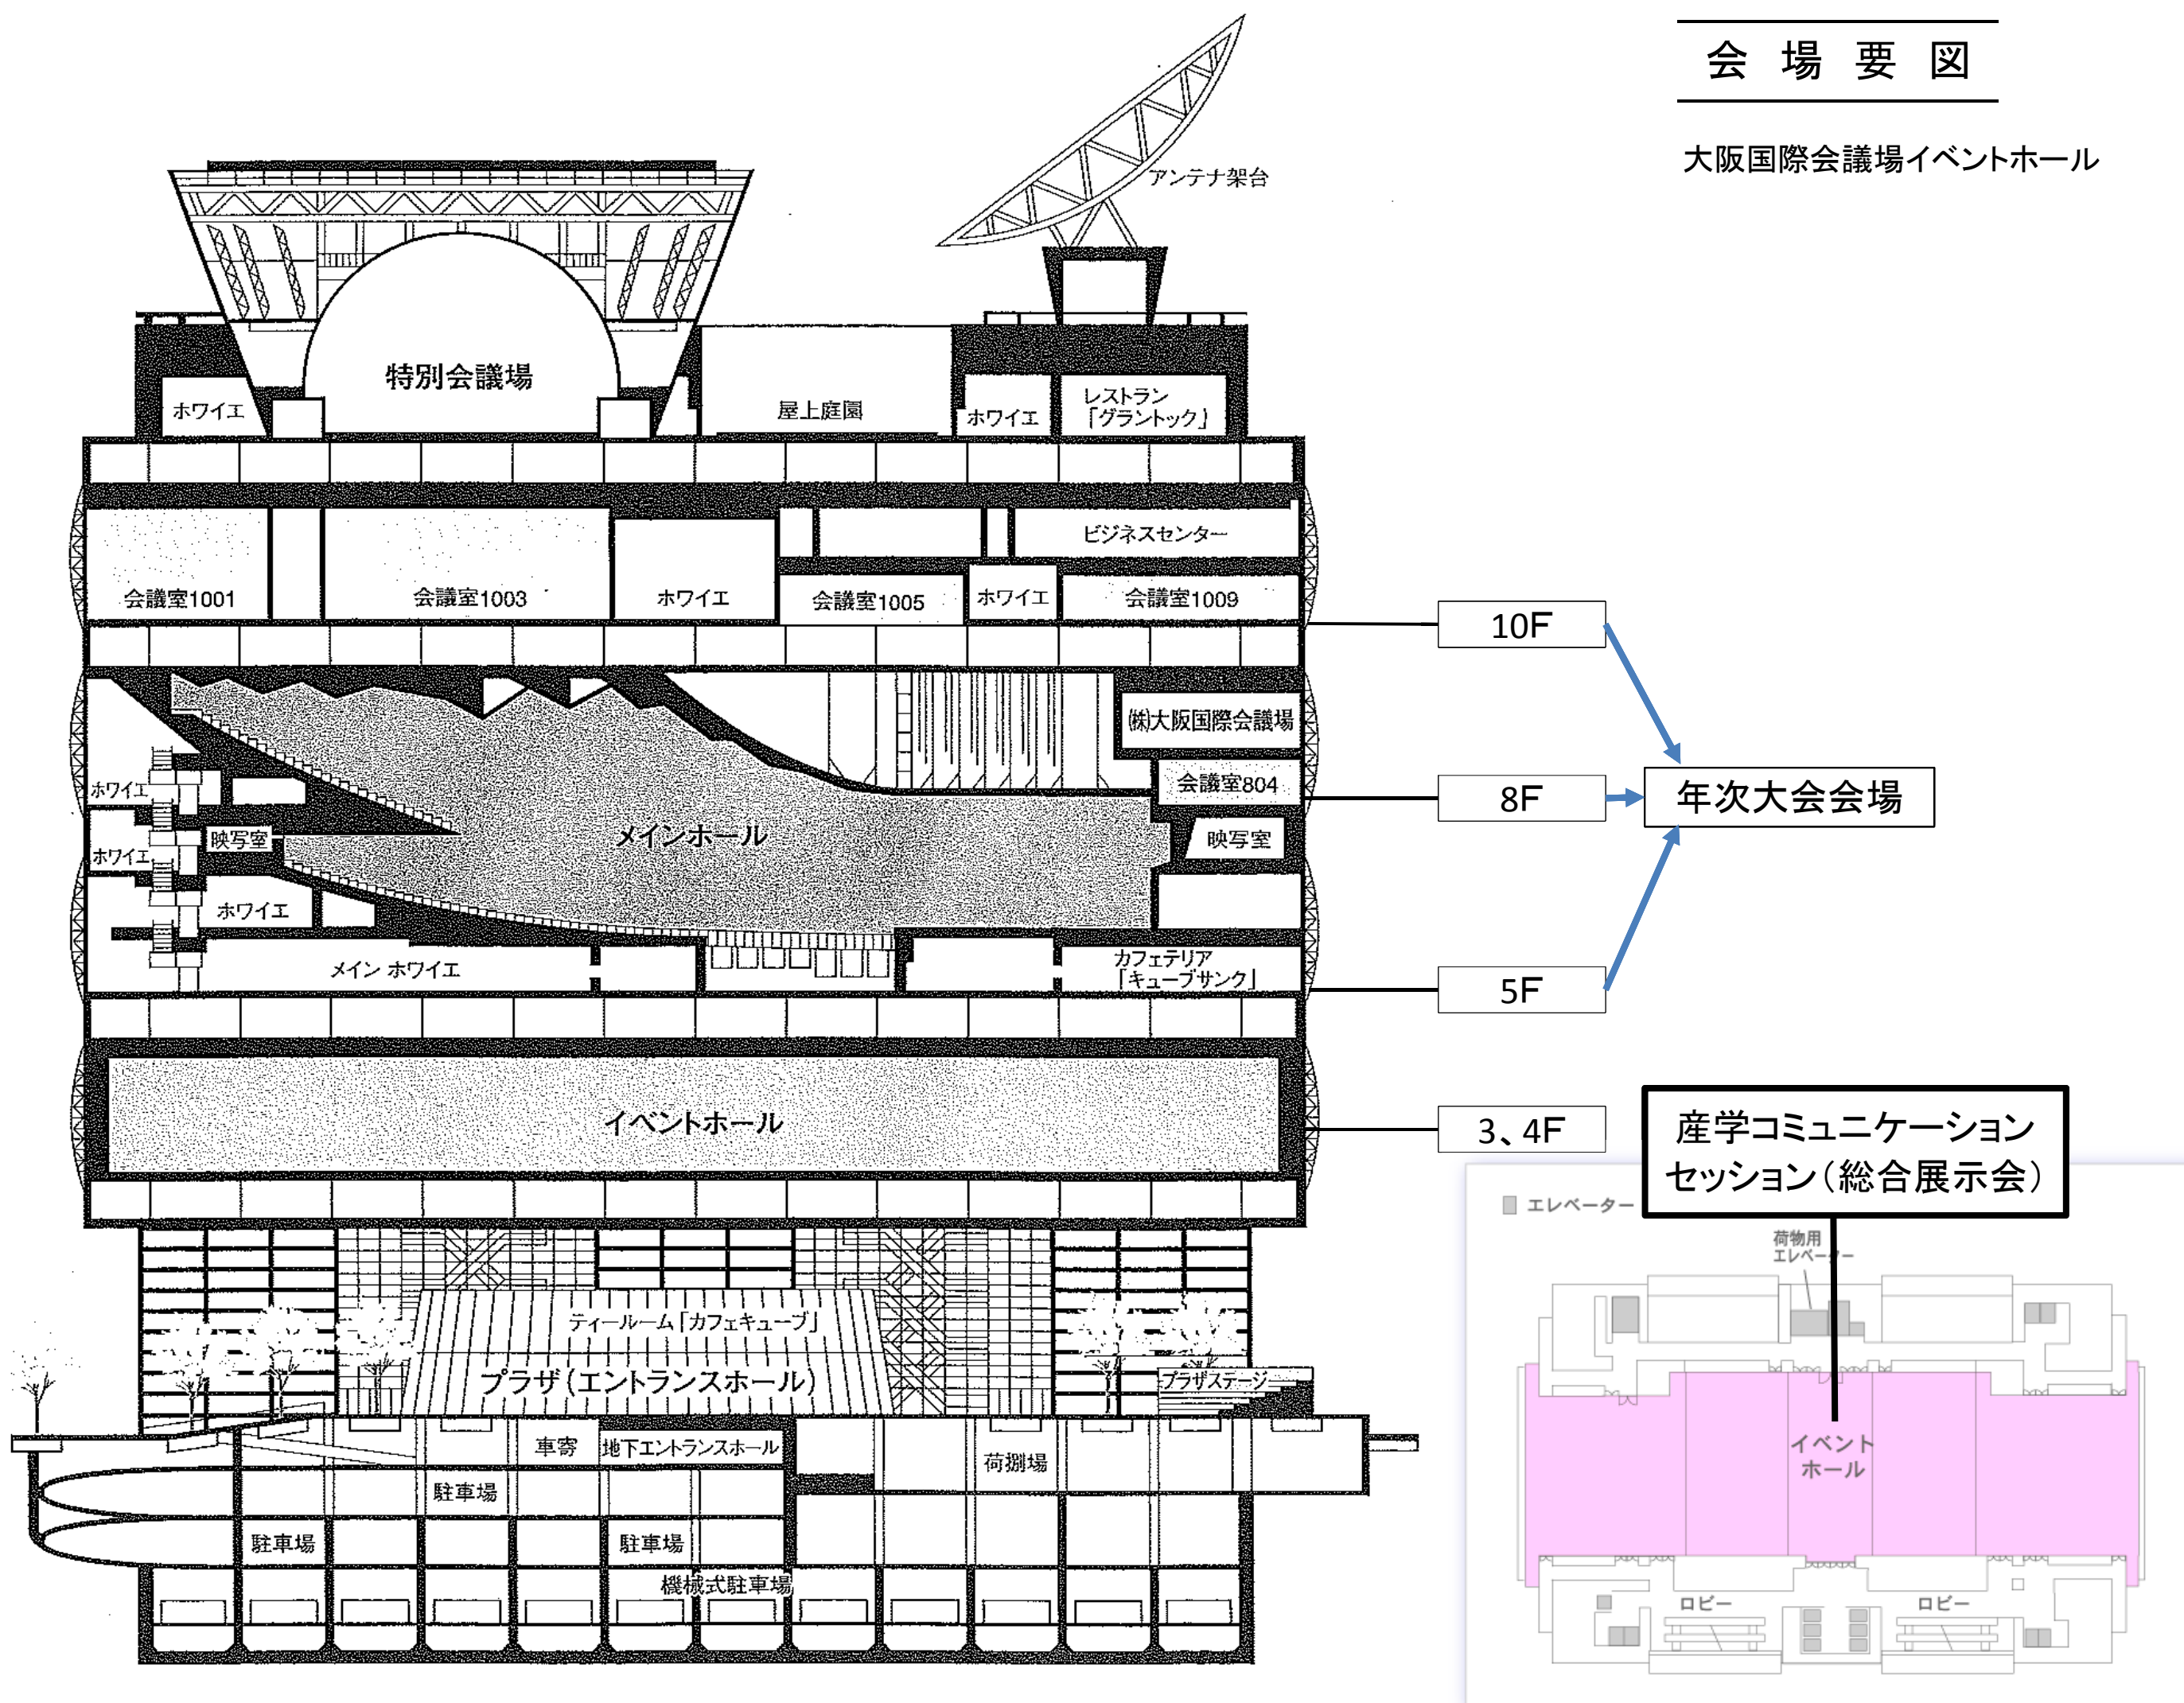 会場要図
大阪国際会議場イベントホール
アンテナ架台
特別会議場
ホワイエ
屋上庭園
ホワイエ
レストラン
「グラントック」
ビジネスセンター
会議室1001
会議室1003
ホワイエ
会議室1005
ホワイエ
会議室1009
10F
㈱大阪国際会議場
ホワイエ
会議室804
8F
年次大会会場
メインホール
ホワイエ
映写室
映写室
ホワイエ
メイン ホワイエ
カフェテリア
「キューブサンク」
5F
イベントホール
3、4F
産学コミュニケーション
セッション（総合展示会）
エレベーター
荷物用
エレベーター
ティールーム「カフェキューブ」
プラザ（エントランスホール）
プラザステージ
車寄
地下エントランスホール
荷捌場
駐車場
駐車場
駐車場
機械式駐車場
イベント
ホール
ロビー
ロビー